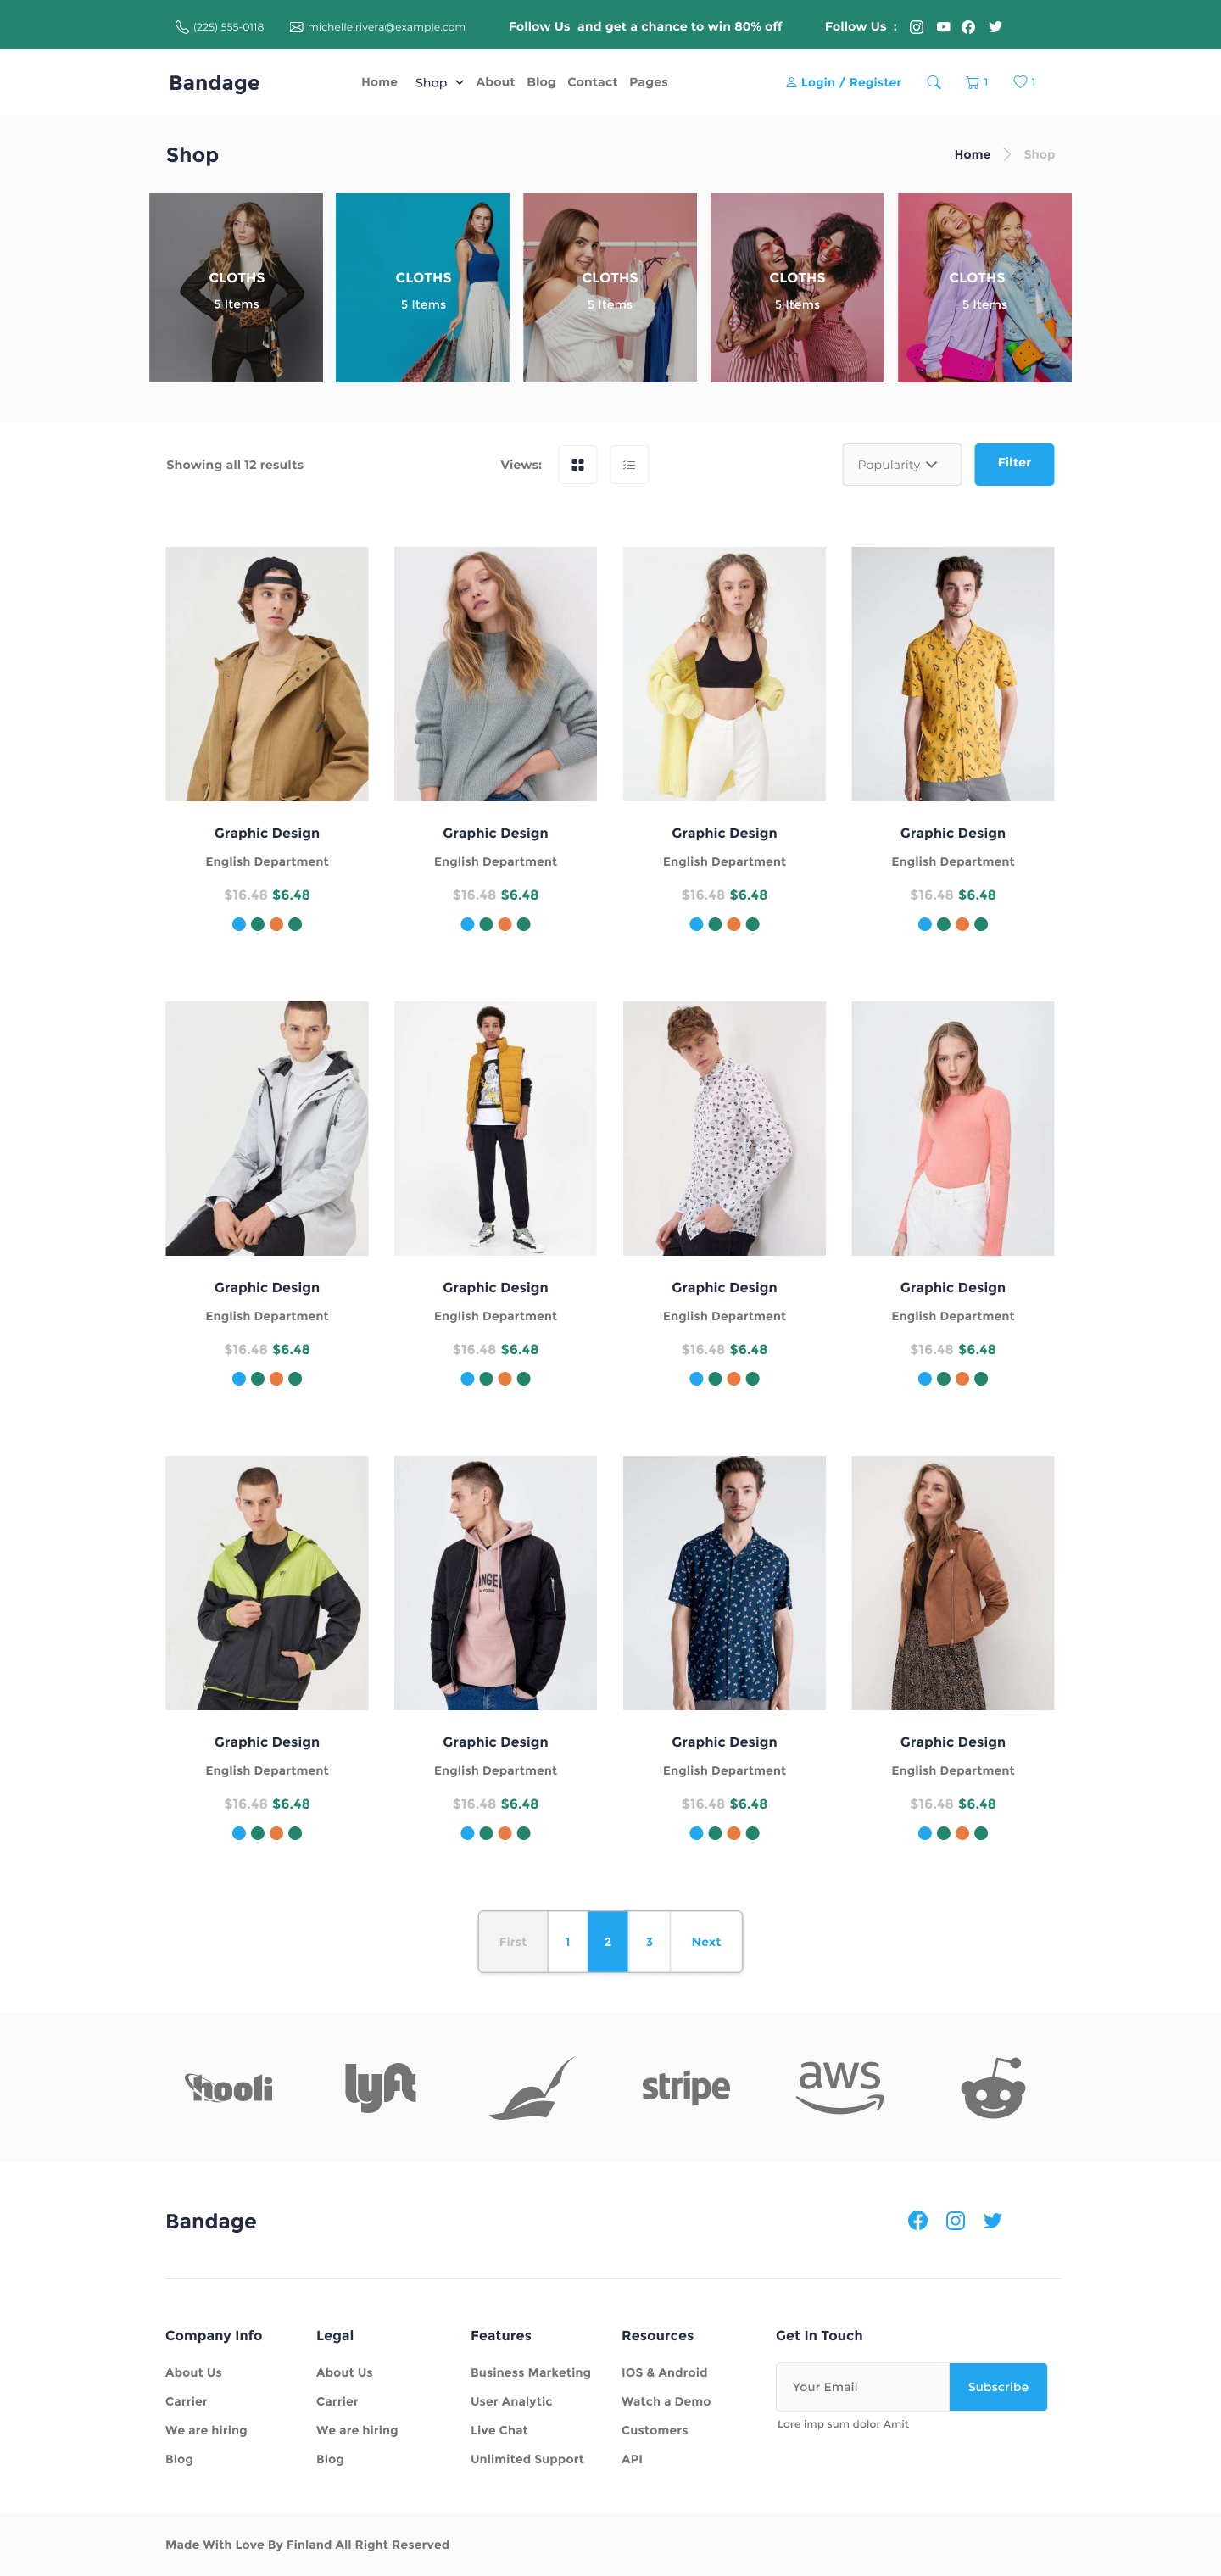 (225) 555-0118 michelle.rivera@example.com Follow Us and get a chance to win 80% off Follow Us :
Bandage Home Shop About Blog Contact Pages Login / Register 1 1
Shop Home Shop
CLOTHS CLOTHS CLOTHS CLOTHS CLOTHS
5 Items 5 Items 5 Items 5 Items 5 Items
Showing all 12 results Views: Popularity Filter
Graphic Design Graphic Design Graphic Design Graphic Design
English Department English Department English Department English Department
$16.48 $6.48 $16.48 $6.48 $16.48 $6.48 $16.48 $6.48
Graphic Design Graphic Design Graphic Design Graphic Design
English Department English Department English Department English Department
$16.48 $6.48 $16.48 $6.48 $16.48 $6.48 $16.48 $6.48
Graphic Design Graphic Design Graphic Design Graphic Design
English Department English Department English Department English Department
$16.48 $6.48 $16.48 $6.48 $16.48 $6.48 $16.48 $6.48
First 1 2 3 Next
hooli lyft stripe aws
Bandage
Company Info Legal Features Resources Get In Touch
About Us About Us Business Marketing IOS & Android Your Email Subscribe
Carrier Carrier User Analytic Watch a Demo Lore imp sum dolor Amit
We are hiring We are hiring Live Chat Customers
Blog Blog Unlimited Support API
Made With Love By Finland All Right Reserved